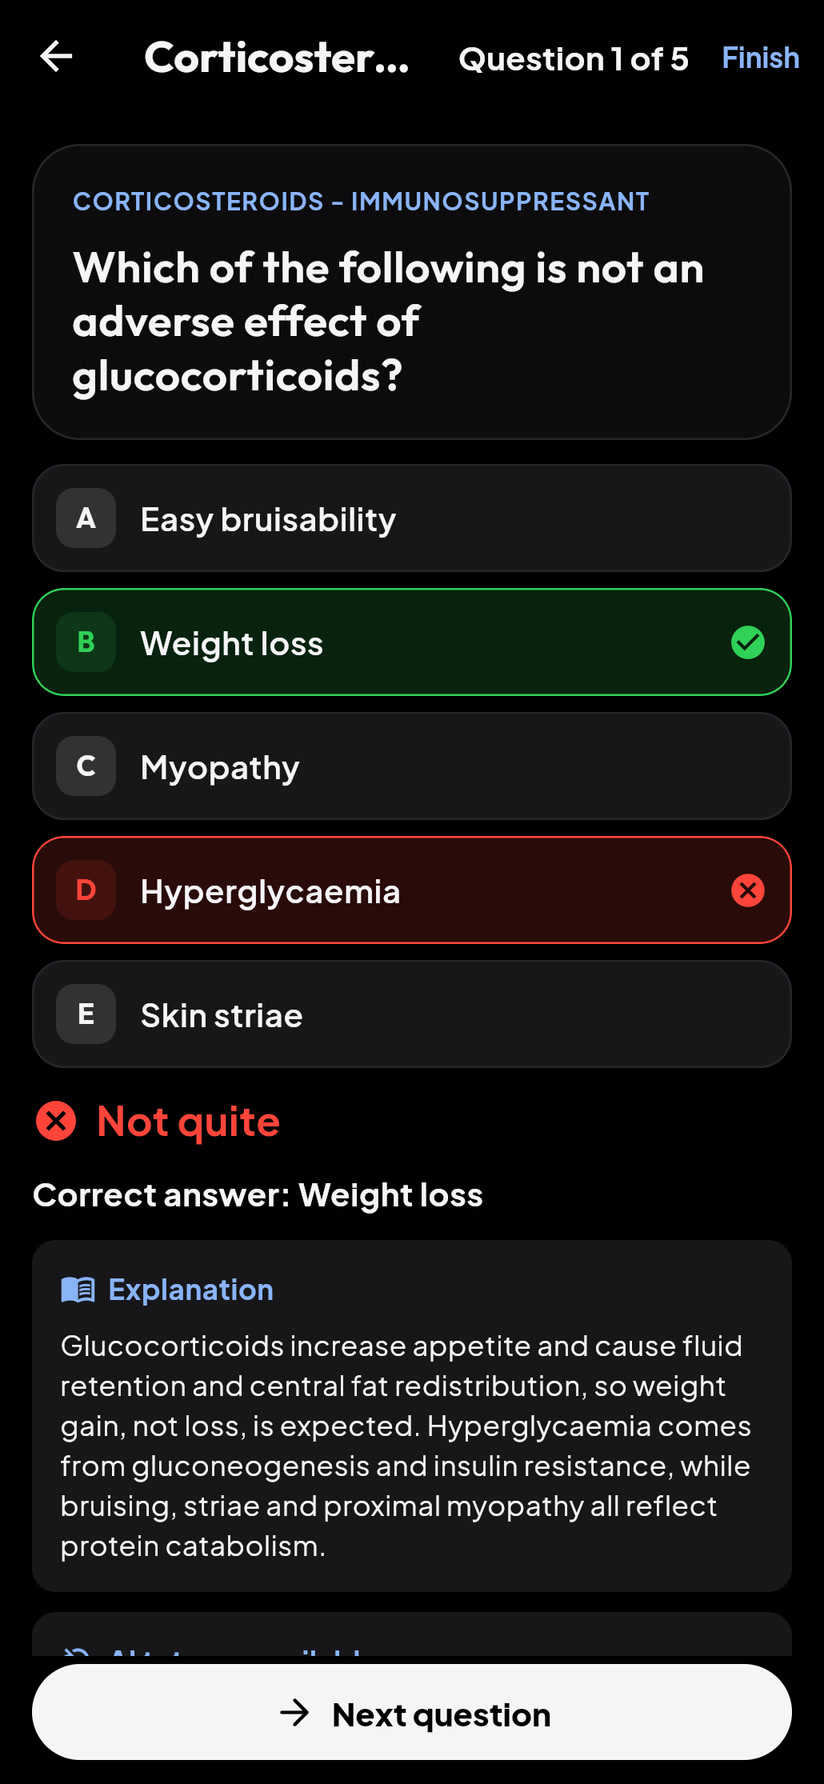 Corticoster...
Question 1 of 5
Finish
CORTICOSTEROIDS – IMMUNOSUPPRESSANT
Which of the following is not an
adverse effect of
glucocorticoids?
A Easy bruisability
B Weight loss
C Myopathy
D Hyperglycaemia
E Skin striae
Not quite
Correct answer: Weight loss
Explanation
Glucocorticoids increase appetite and cause fluid
retention and central fat redistribution, so weight
gain, not loss, is expected. Hyperglycaemia comes
from gluconeogenesis and insulin resistance, while
bruising, striae and proximal myopathy all reflect
protein catabolism.
Next question